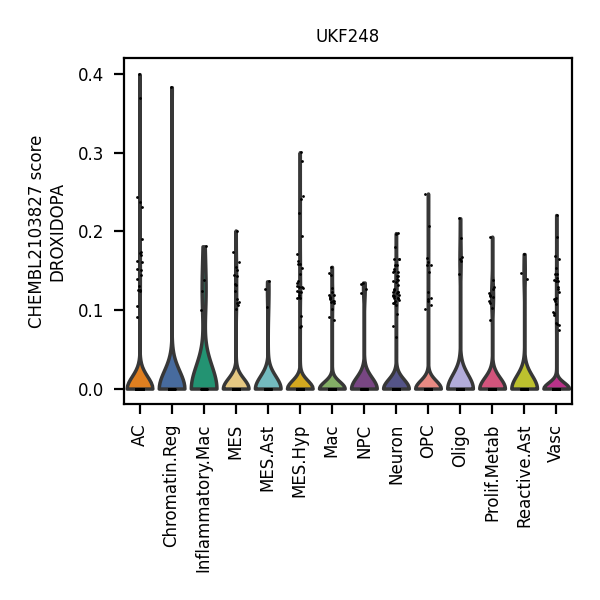 UKF248
CHEMBL2103827 score
DROXIDOPA
0.4
0.3
0.2
0.1
0.0
AC
Chromatin.Reg
Inflammatory.Mac
MES
MES.Ast
MES.Hyp
Mac
NPC
Neuron
OPC
Oligo
Prolif.Metab
Reactive.Ast
Vasc